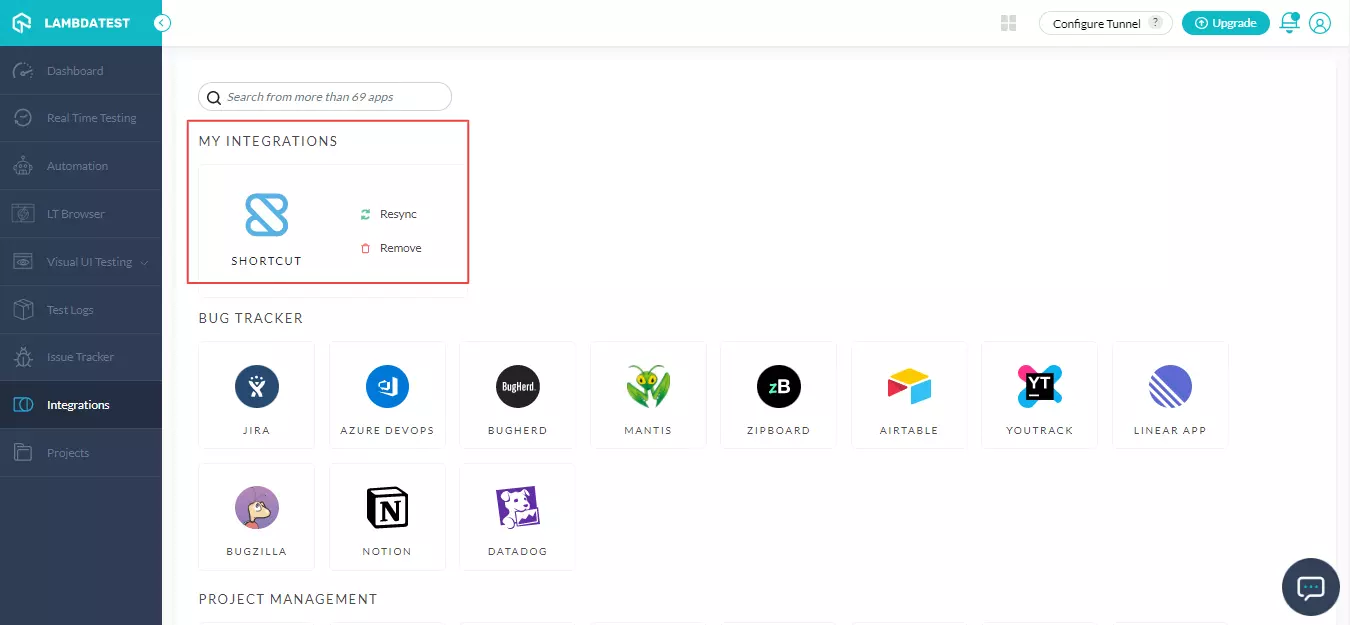 LAMBDATEST
Configure Tunnel ?
Upgrade
Dashboard
Real Time Testing
Automation
LT Browser
Visual UI Testing
Test Logs
Issue Tracker
Integrations
Projects
Search from more than 69 apps
MY INTEGRATIONS
SHORTCUT
Resync
Remove
BUG TRACKER
JIRA
AZURE DEVOPS
BugHerd.
BUGHERD
MANTIS
zB
ZIPBOARD
AIRTABLE
YT
YOUTRACK
LINEAR APP
BUGZILLA
N
NOTION
DATADOG
PROJECT MANAGEMENT